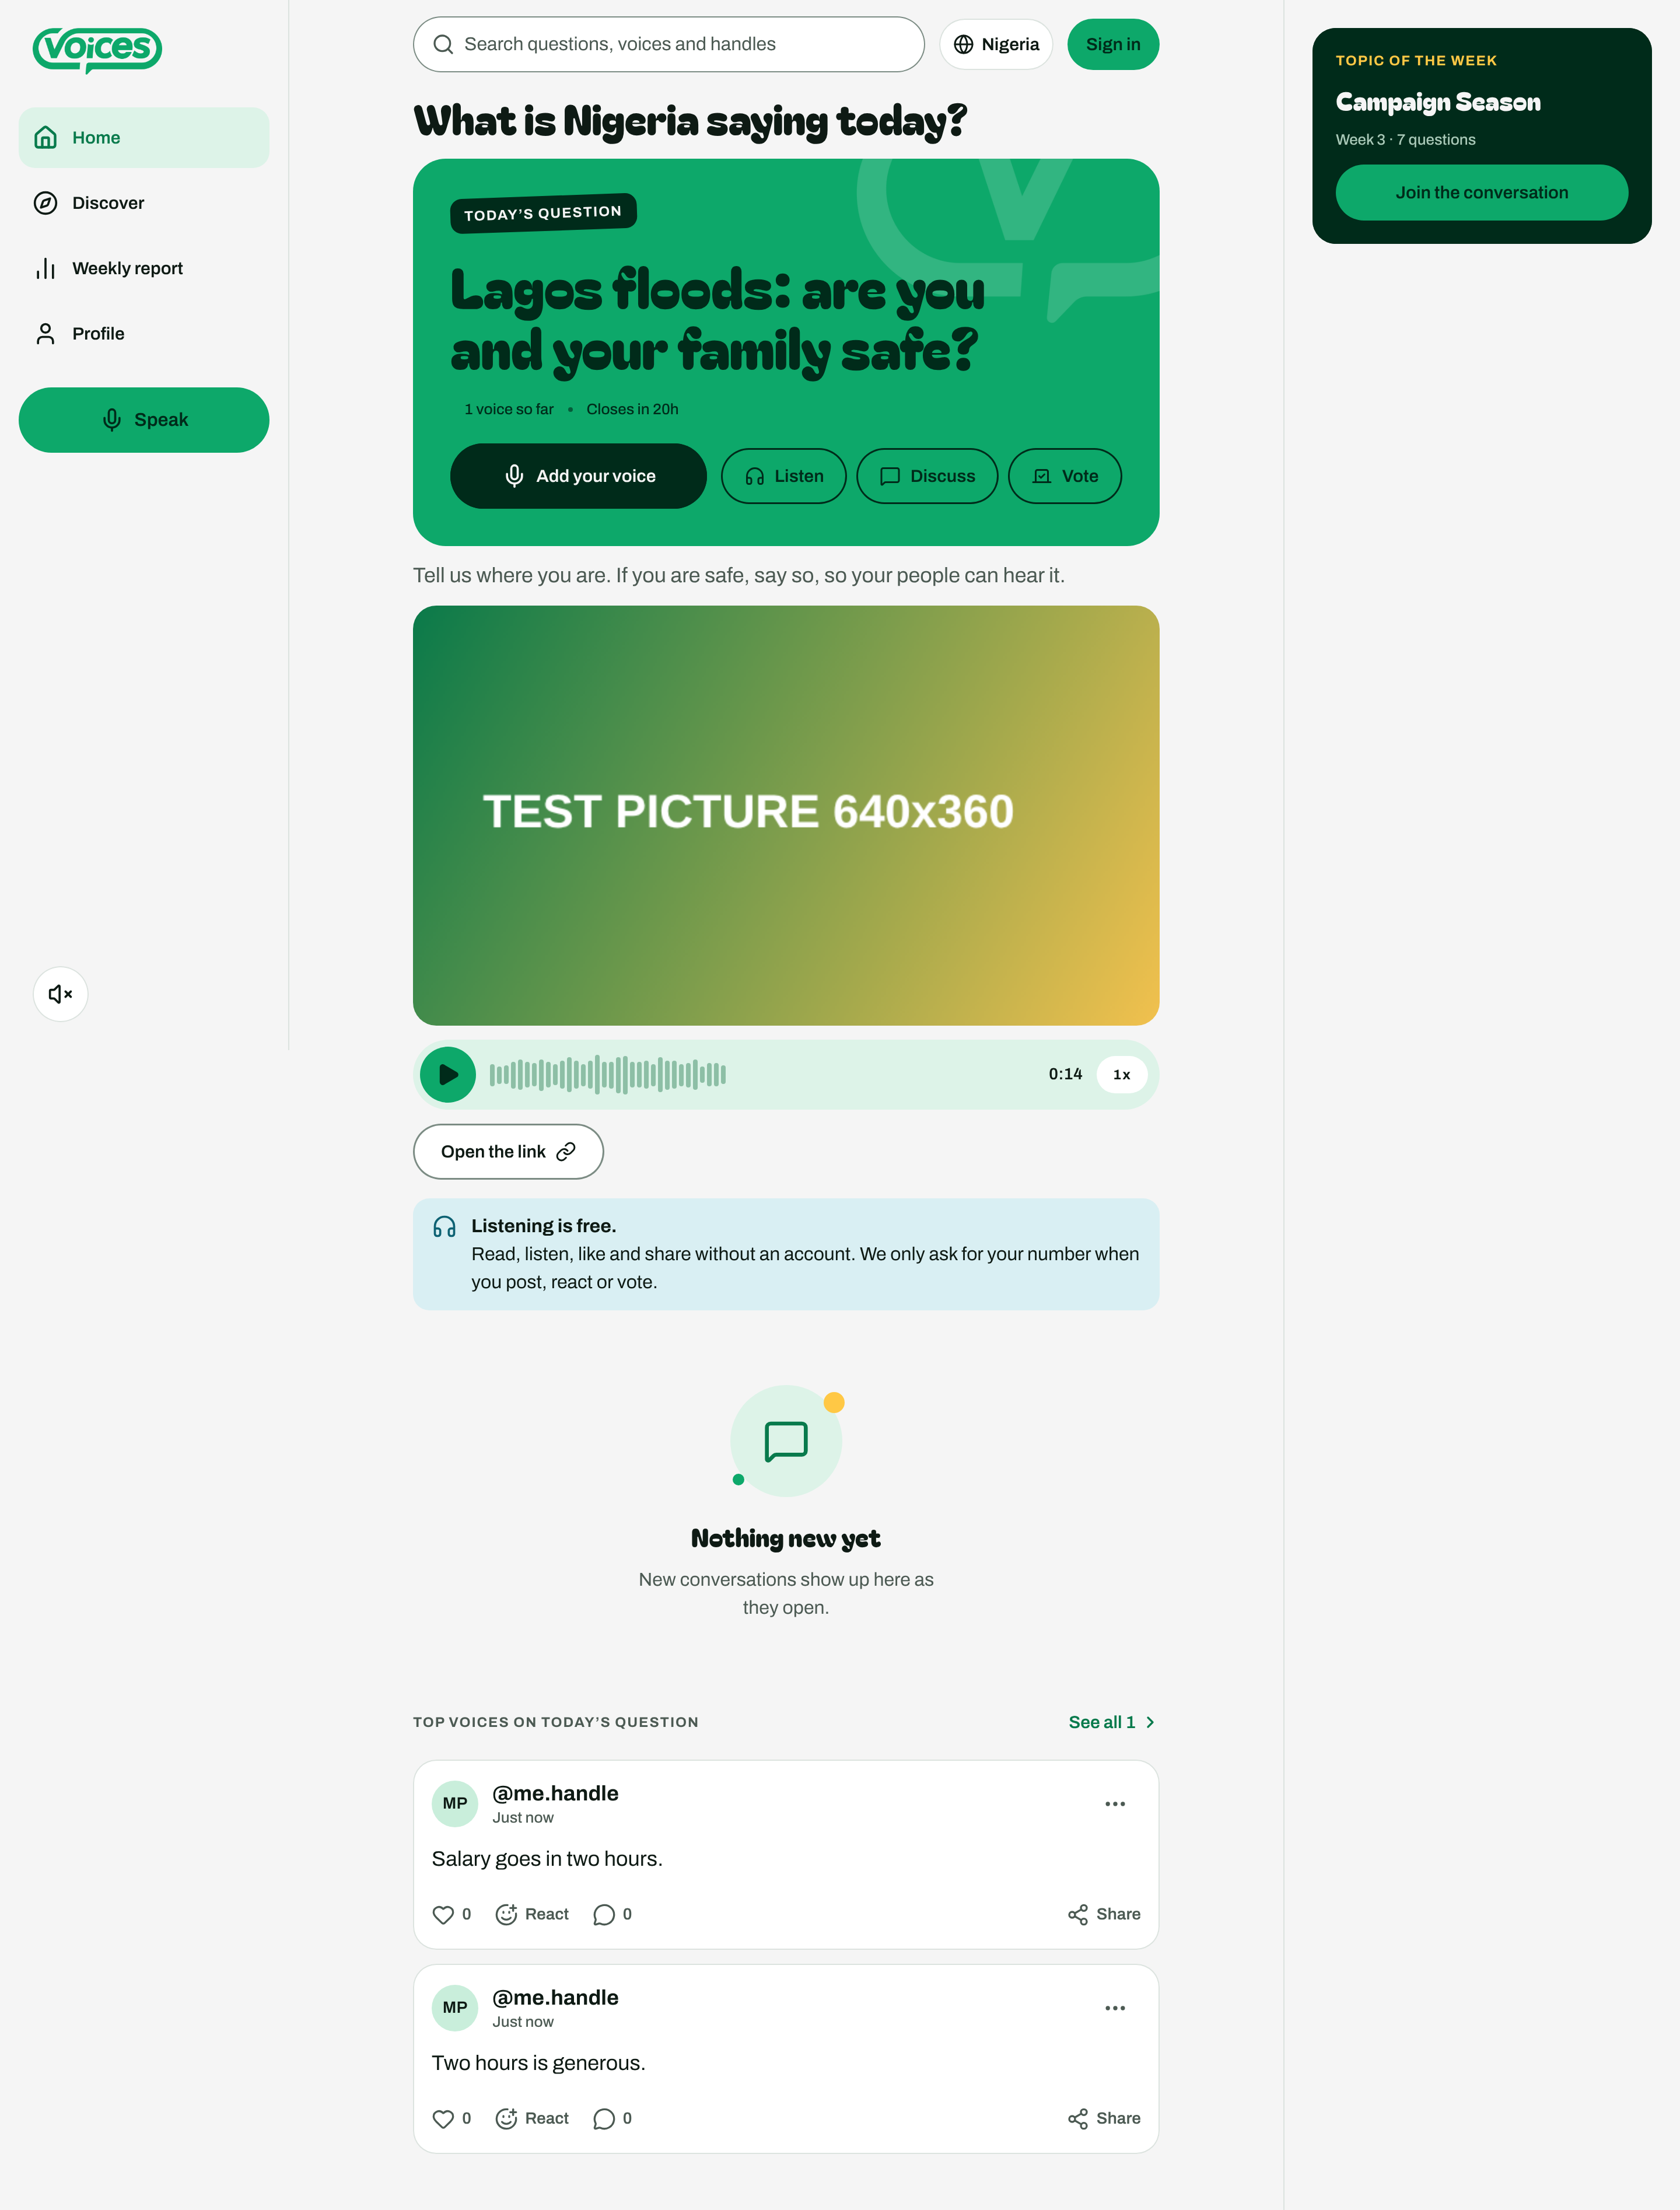 Voices
Home
Discover
Weekly report
Profile
Speak
Search questions, voices and handles
Nigeria
Sign in
What is Nigeria saying today?
TODAY’S QUESTION
Lagos floods: are you
and your family safe?
1 voice so far • Closes in 20h
Add your voice
Listen
Discuss
Vote
Tell us where you are. If you are safe, say so, so your people can hear it.
TEST PICTURE 640x360
0:14
1x
Open the link
Listening is free.
Read, listen, like and share without an account. We only ask for your number when
you post, react or vote.
Nothing new yet
New conversations show up here as
they open.
TOP VOICES ON TODAY’S QUESTION
See all 1
MP
@me.handle
Just now
Salary goes in two hours.
0
React
0
Share
MP
@me.handle
Just now
Two hours is generous.
0
React
0
Share
TOPIC OF THE WEEK
Campaign Season
Week 3 · 7 questions
Join the conversation